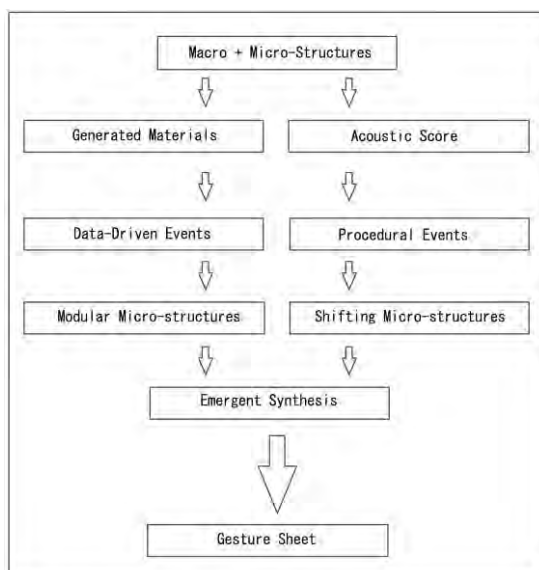 Macro + Micro-Structures
Generated Materials
Acoustic Score
Data-Driven Events
Procedural Events
Modular Micro-structures
Shifting Micro-structures
Emergent Synthesis
Gesture Sheet